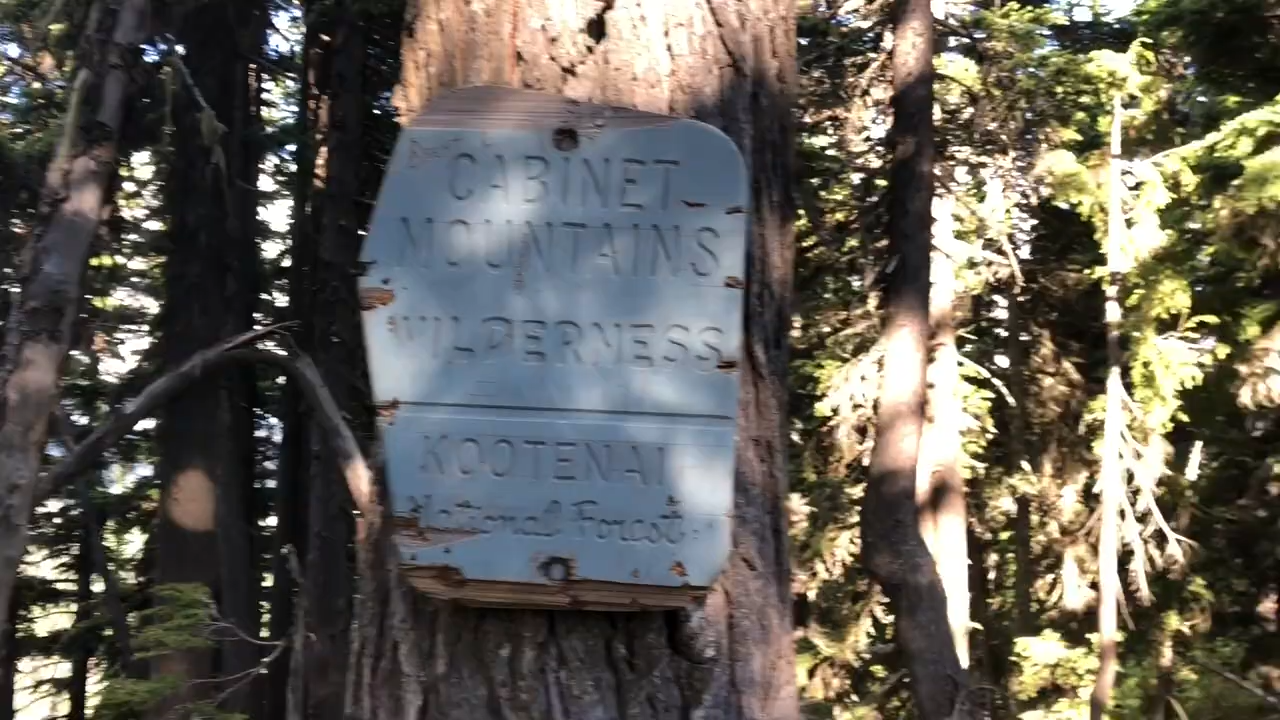 CABINET
MOUNTAINS
WILDERNESS
KOOTENAI
National Forest